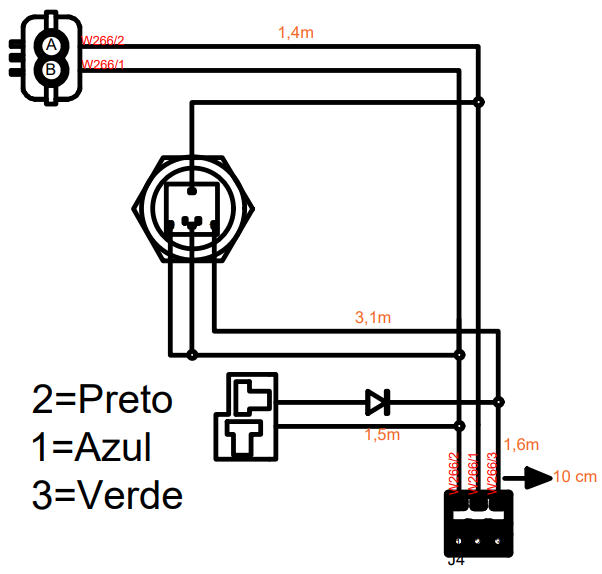 1,4m
A
W266/2
B
W266/1
3,1m
2=Preto
1=Azul
3=Verde
1,5m
1,6m
W266/2
W266/1
W266/3
10 cm
J4